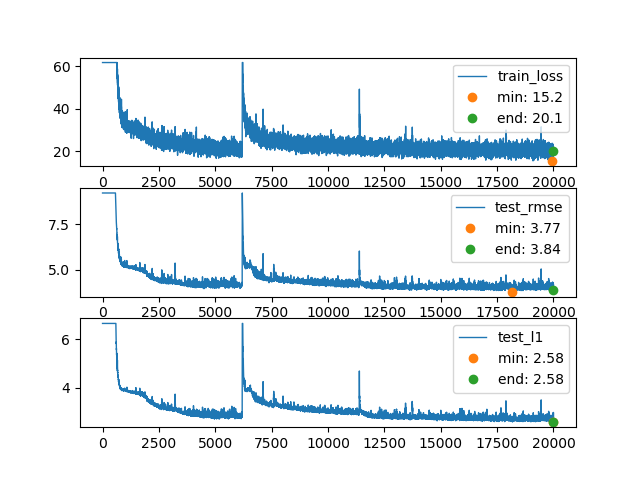 60
40
20
train_loss
min: 15.2
end: 20.1
0 2500 5000 7500 10000 12500 15000 17500 20000
7.5
5.0
test_rmse
min: 3.77
end: 3.84
0 2500 5000 7500 10000 12500 15000 17500 20000
6
4
test_l1
min: 2.58
end: 2.58
0 2500 5000 7500 10000 12500 15000 17500 20000